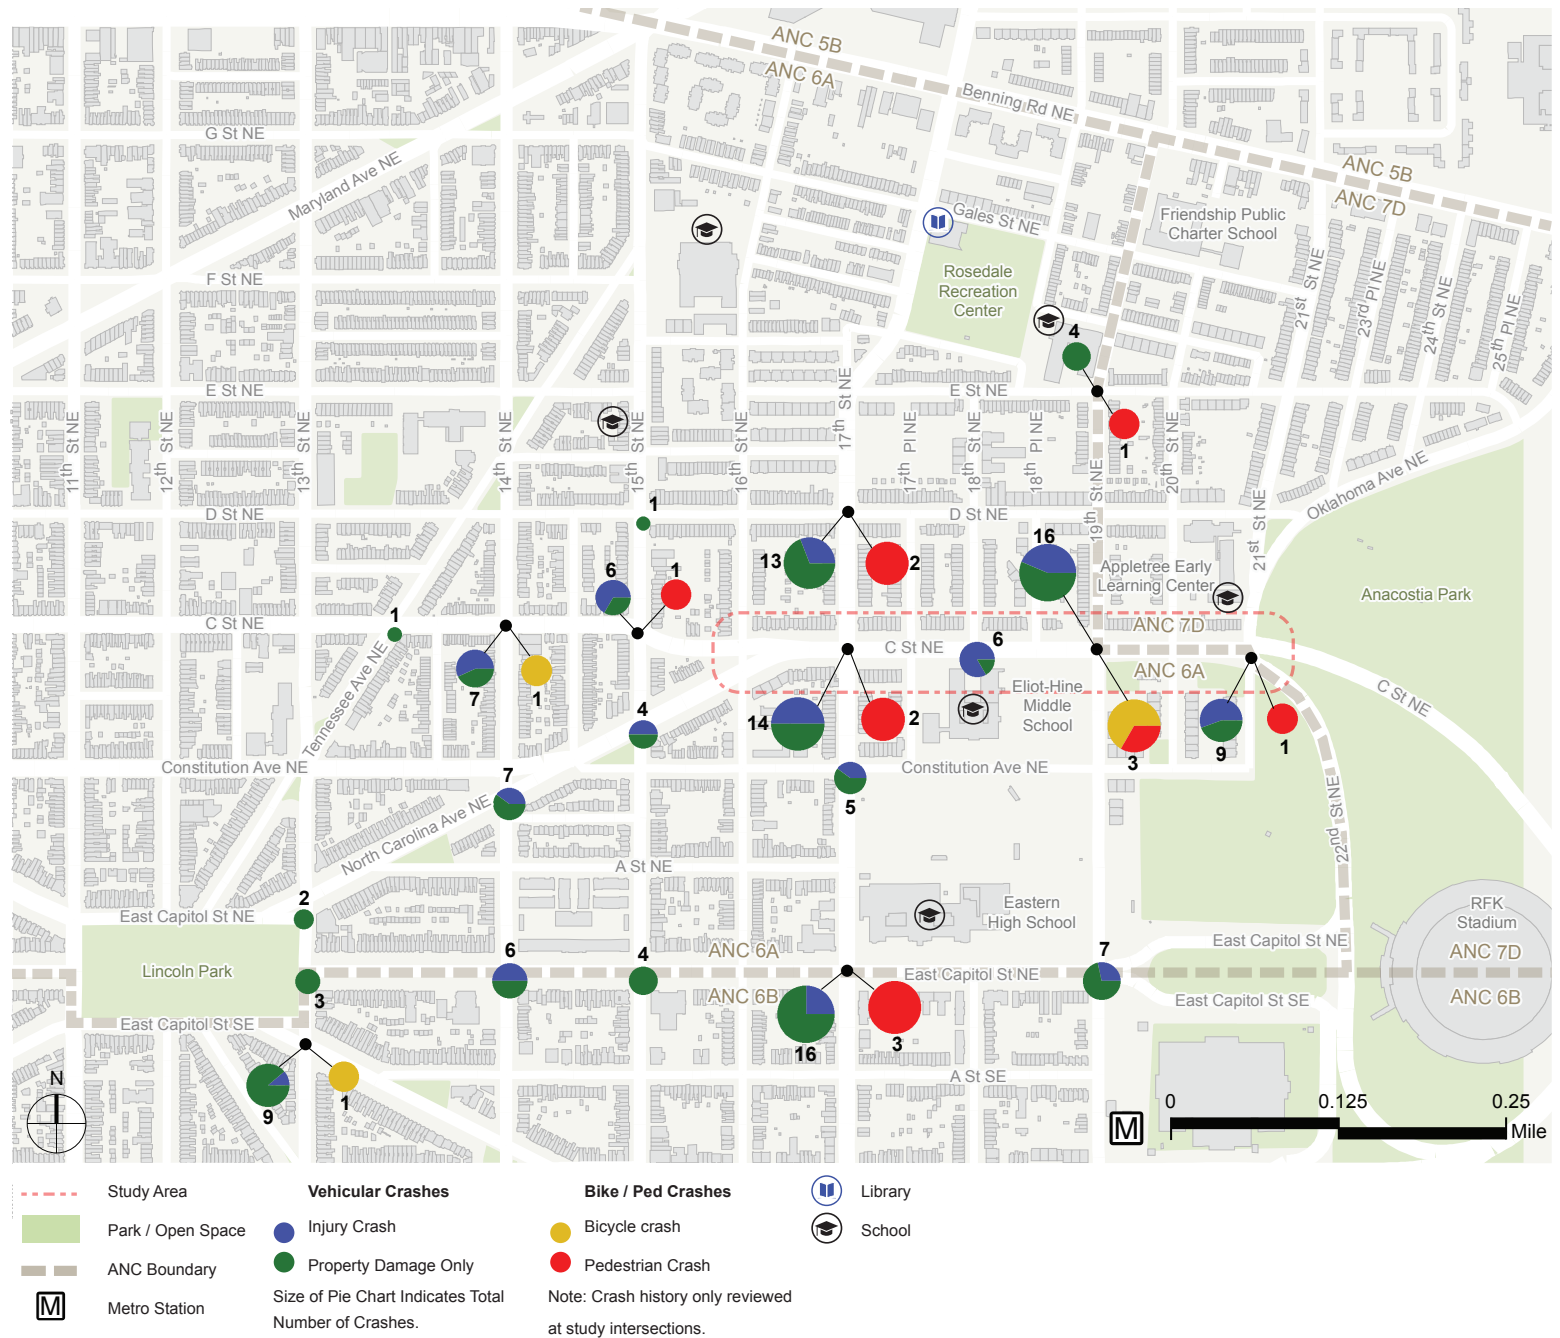 ANC 5B
ANC 6A
Benning Rd NE
G St NE
Maryland Ave NE
ANC 5B
ANC 7D
Gales St NE
Friendship Public
Charter School
Rosedale
Recreation
Center
F St NE
21st St NE
23rd Pl NE
24th St NE
25th Pl NE
4
E St NE
E St NE
11th St NE
12th St NE
13th St NE
14th St NE
15th St NE
16th St NE
17th St NE
17th Pl NE
18th St NE
18th Pl NE
19th St NE
20th St NE
21st St NE
1
Oklahoma Ave NE
D St NE
1
D St NE
13
2
16
Appletree Early
Learning Center
Anacostia Park
6
1
C St NE
1
ANC 7D
C St NE
6
ANC 6A
Tennessee Ave NE
7
1
4
14
2
Eliot-Hine
Middle
School
3
9
1
C St NE
Constitution Ave NE
7
Constitution Ave NE
5
22nd St NE
North Carolina Ave NE
A St NE
2
East Capitol St NE
Eastern
High School
RFK
Stadium
Lincoln Park
6
4
ANC 6A
East Capitol St NE
7
East Capitol St NE
ANC 7D
3
ANC 6B
East Capitol St SE
ANC 6B
East Capitol St SE
16
3
A St SE
9
1
N
M
0
0.125
0.25
Mile
Study Area
Park / Open Space
ANC Boundary
M
Metro Station
Vehicular Crashes
Injury Crash
Property Damage Only
Size of Pie Chart Indicates Total
Number of Crashes.
Bike / Ped Crashes
Bicycle crash
Pedestrian Crash
Note: Crash history only reviewed
at study intersections.
Library
School